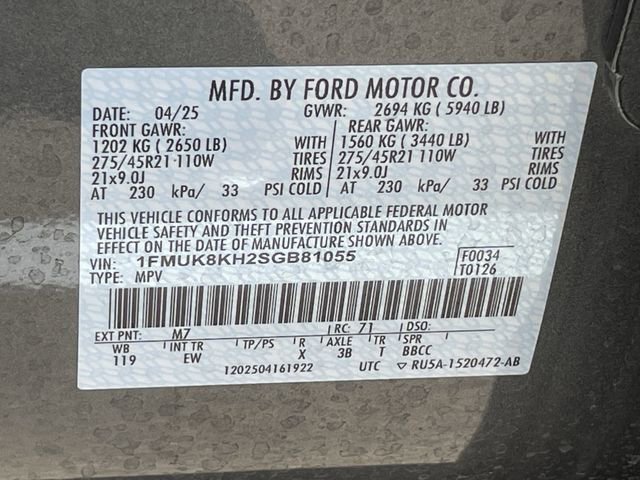 MFD. BY FORD MOTOR CO.
DATE: 04/25 GVWR: 2694 KG ( 5940 LB)
FRONT GAWR: REAR GAWR:
1202 KG ( 2650 LB) WITH 1560 KG ( 3440 LB) WITH
275/45R21 110W TIRES 275/45R21 110W TIRES
21x9.0J RIMS 21x9.0J RIMS
AT 230 kPa/ 33 PSI COLD AT 230 kPa/ 33 PSI COLD
THIS VEHICLE CONFORMS TO ALL APPLICABLE FEDERAL MOTOR
VEHICLE SAFETY AND THEFT PREVENTION STANDARDS IN
EFFECT ON THE DATE OF MANUFACTURE SHOWN ABOVE.
VIN: 1FMUK8KH2SGB81055 F0034
TYPE: MPV T0126
EXT PNT: M7 RC: 71 DSO:
WB INT TR TP/PS R AXLE TR SPR
119 EW X 3B T BBCC
1202504161922 UTC ▽ RU5A-1520472-AB